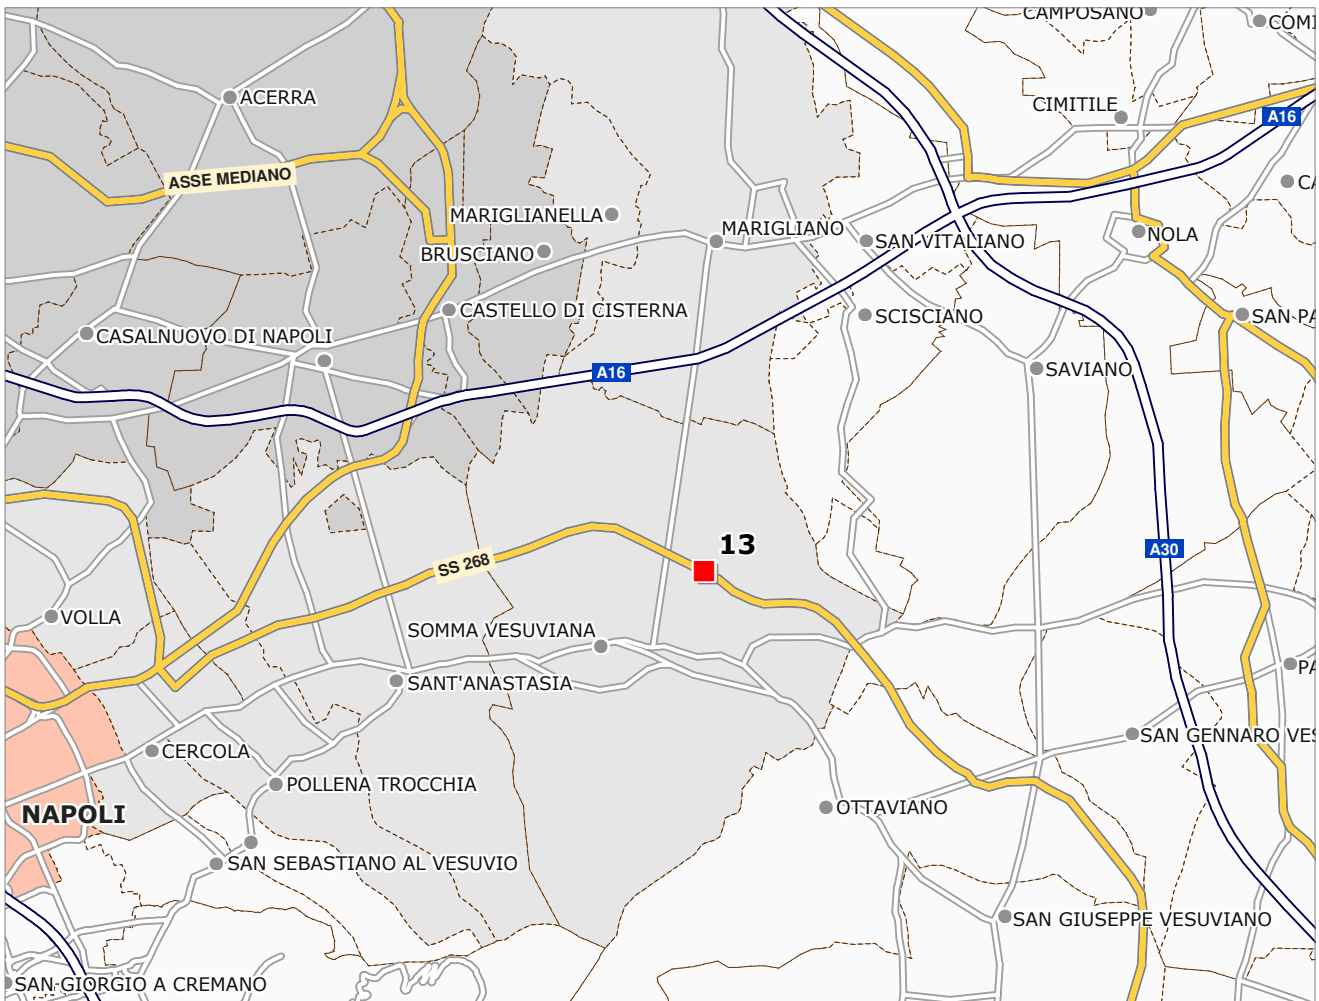 CAMPOSANO
COMI
ACERRA
CIMITILE
A16
ASSE MEDIANO
CA
MARIGLIANELLA
MARIGLIANO
SAN VITALIANO
NOLA
BRUSCIANO
CASTELLO DI CISTERNA
SCISCIANO
SAN PA
CASALNUOVO DI NAPOLI
A16
SAVIANO
13
A30
SS 268
VOLLA
SOMMA VESUVIANA
PA
SANT'ANASTASIA
SAN GENNARO VES
CERCOLA
POLLENA TROCCHIA
OTTAVIANO
NAPOLI
SAN SEBASTIANO AL VESUVIO
SAN GIUSEPPE VESUVIANO
SAN GIORGIO A CREMANO